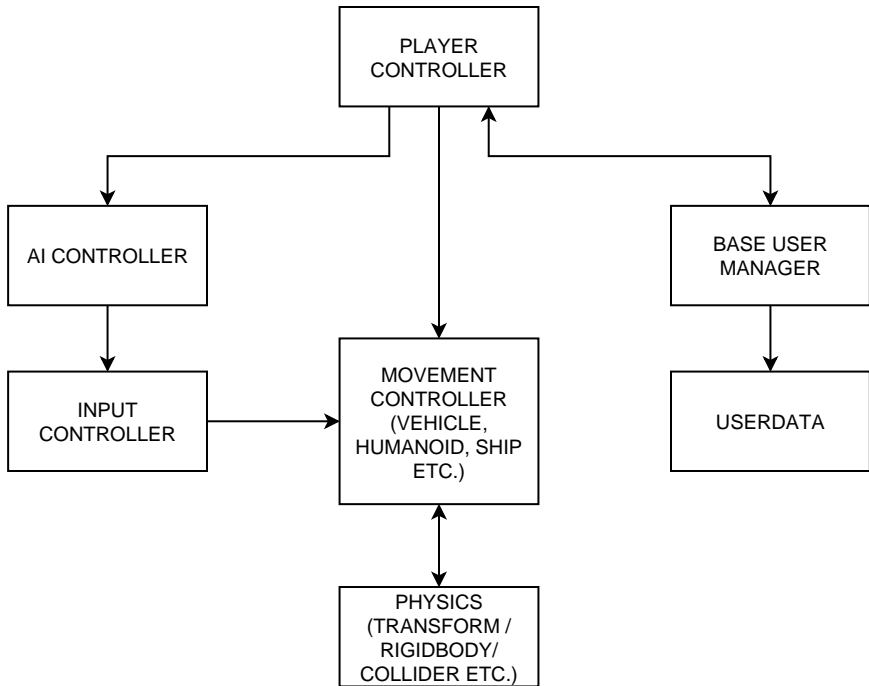 PLAYER
CONTROLLER
AI CONTROLLER
BASE USER
MANAGER
INPUT
CONTROLLER
MOVEMENT
CONTROLLER
(VEHICLE,
HUMANOID, SHIP
ETC.)
USERDATA
PHYSICS
(TRANSFORM /
RIGIDBODY/
COLLIDER ETC.)